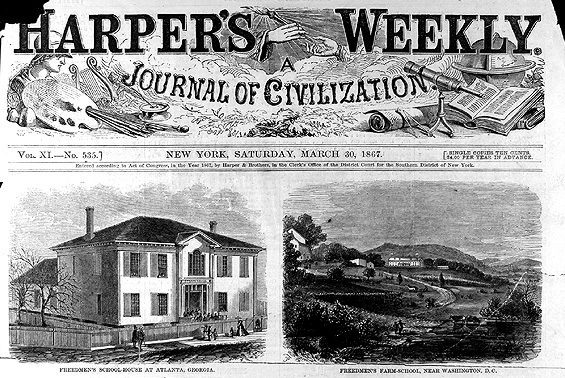 HARPER'S WEEKLY.
A
JOURNAL OF CIVILIZATION
VOL. XI.—No. 535.] NEW YORK, SATURDAY, MARCH 30, 1867. [SINGLE COPIES TEN CENTS.
$4.00 PER YEAR IN ADVANCE.
Entered according to Act of Congress, in the Year 1867, by Harper & Brothers, in the Clerk's Office of the District Court for the Southern District of New York.
FREEDMEN'S SCHOOL-HOUSE AT ATLANTA, GEORGIA.
FREEDMEN'S FARM-SCHOOL, NEAR WASHINGTON, D.C.